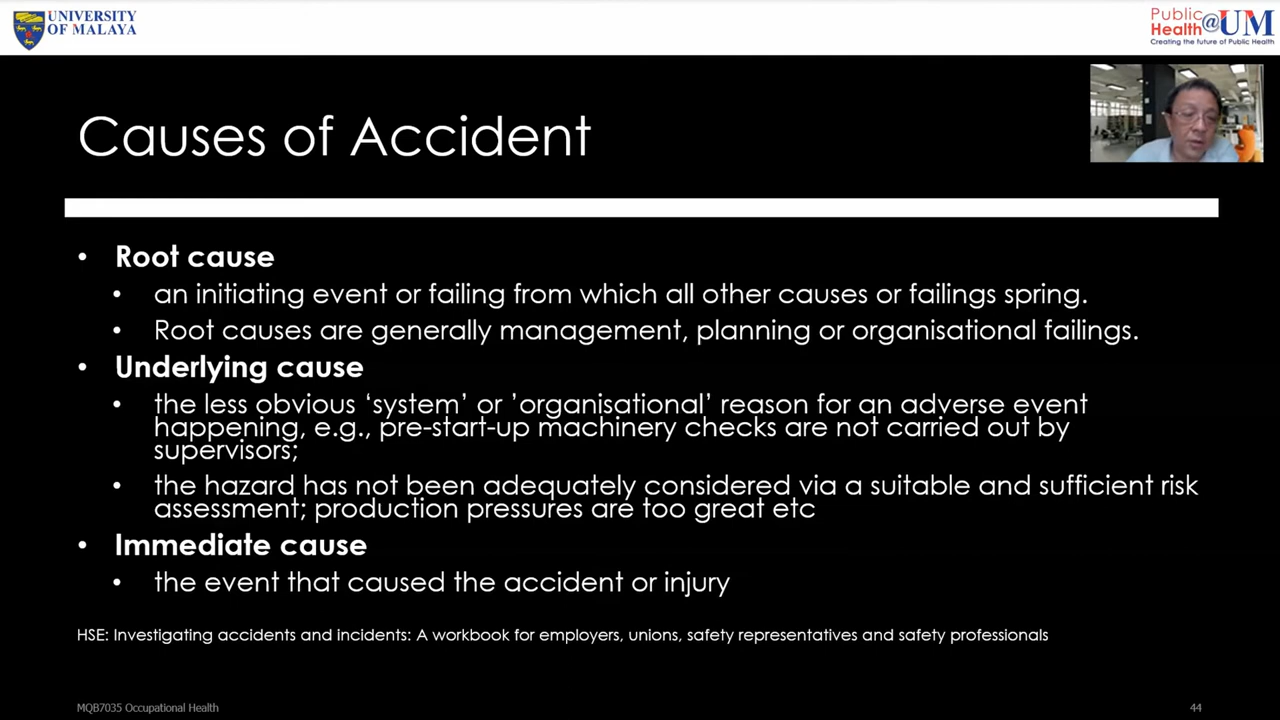 UNIVERSITY
OF MALAYA
Public
Health@UM
Creating the future of Public Health
Causes of Accident
• Root cause
• an initiating event or failing from which all other causes or failings spring.
• Root causes are generally management, planning or organisational failings.
• Underlying cause
• the less obvious ‘system’ or ’organisational’ reason for an adverse event
happening, e.g., pre-start-up machinery checks are not carried out by
supervisors;
• the hazard has not been adequately considered via a suitable and sufficient risk
assessment; production pressures are too great etc
• Immediate cause
• the event that caused the accident or injury
HSE: Investigating accidents and incidents: A workbook for employers, unions, safety representatives and safety professionals
MQB7035 Occupational Health
44